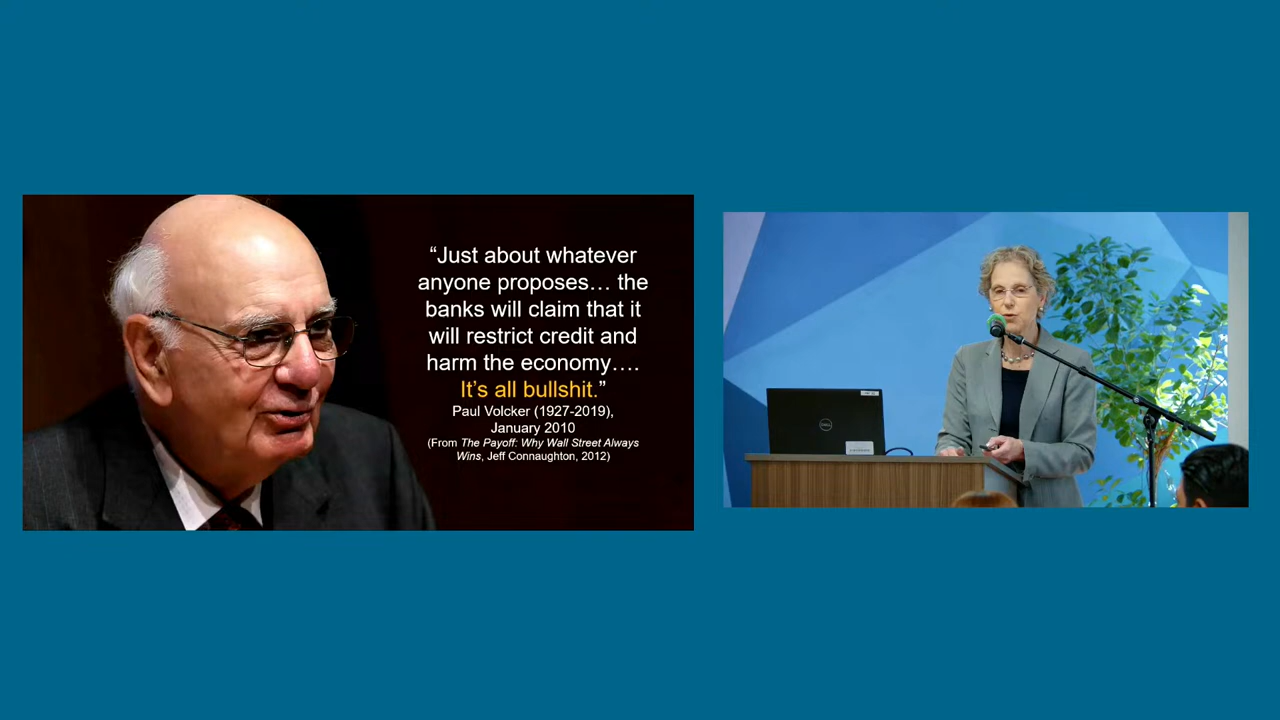 “Just about whatever
anyone proposes… the
banks will claim that it
will restrict credit and
harm the economy….
It’s all bullshit.”
Paul Volcker (1927-2019),
January 2010
(From The Payoff: Why Wall Street Always
Wins, Jeff Connaughton, 2012)
DELL